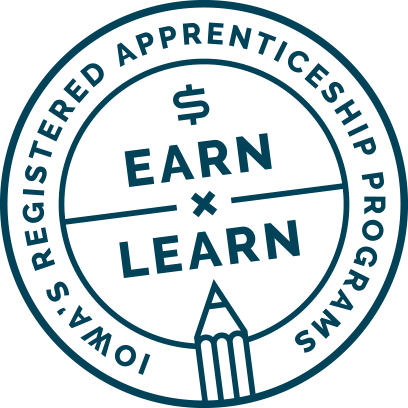 IOWA'S REGISTERED APPRENTICESHIP PROGRAMS
$
EARN
×
LEARN